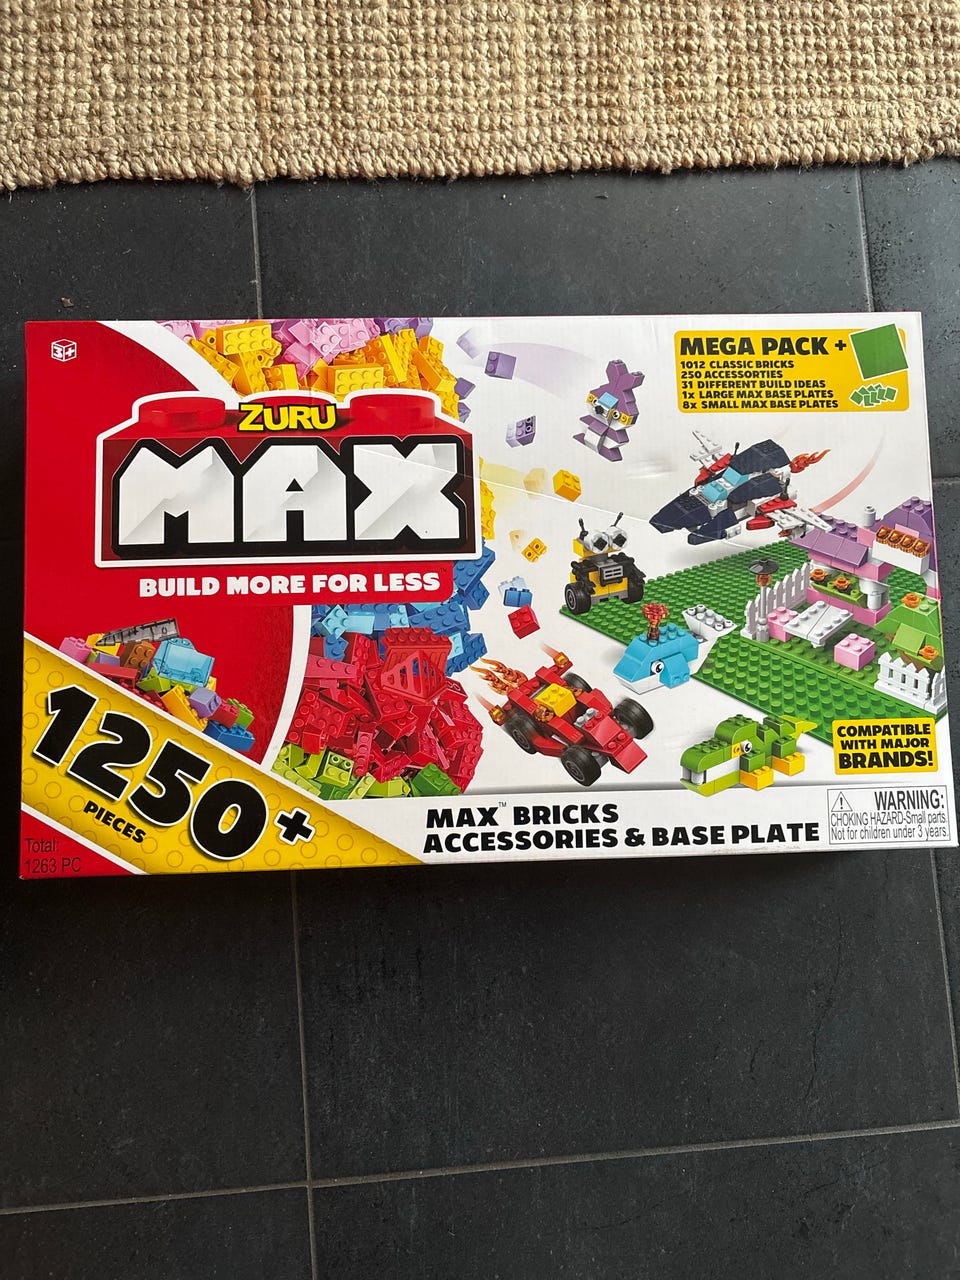 3+
ZURU
MAX
BUILD MORE FOR LESS™
MEGA PACK +
1012 CLASSIC BRICKS
250 ACCESSORTIES
31 DIFFERENT BUILD IDEAS
1x LARGE MAX BASE PLATES
8x SMALL MAX BASE PLATES
1250+
PIECES
Total:
1263 PC
COMPATIBLE
WITH MAJOR
BRANDS!
MAX™ BRICKS
ACCESSORIES & BASE PLATE
WARNING:
CHOKING HAZARD-Small parts.
Not for children under 3 years.